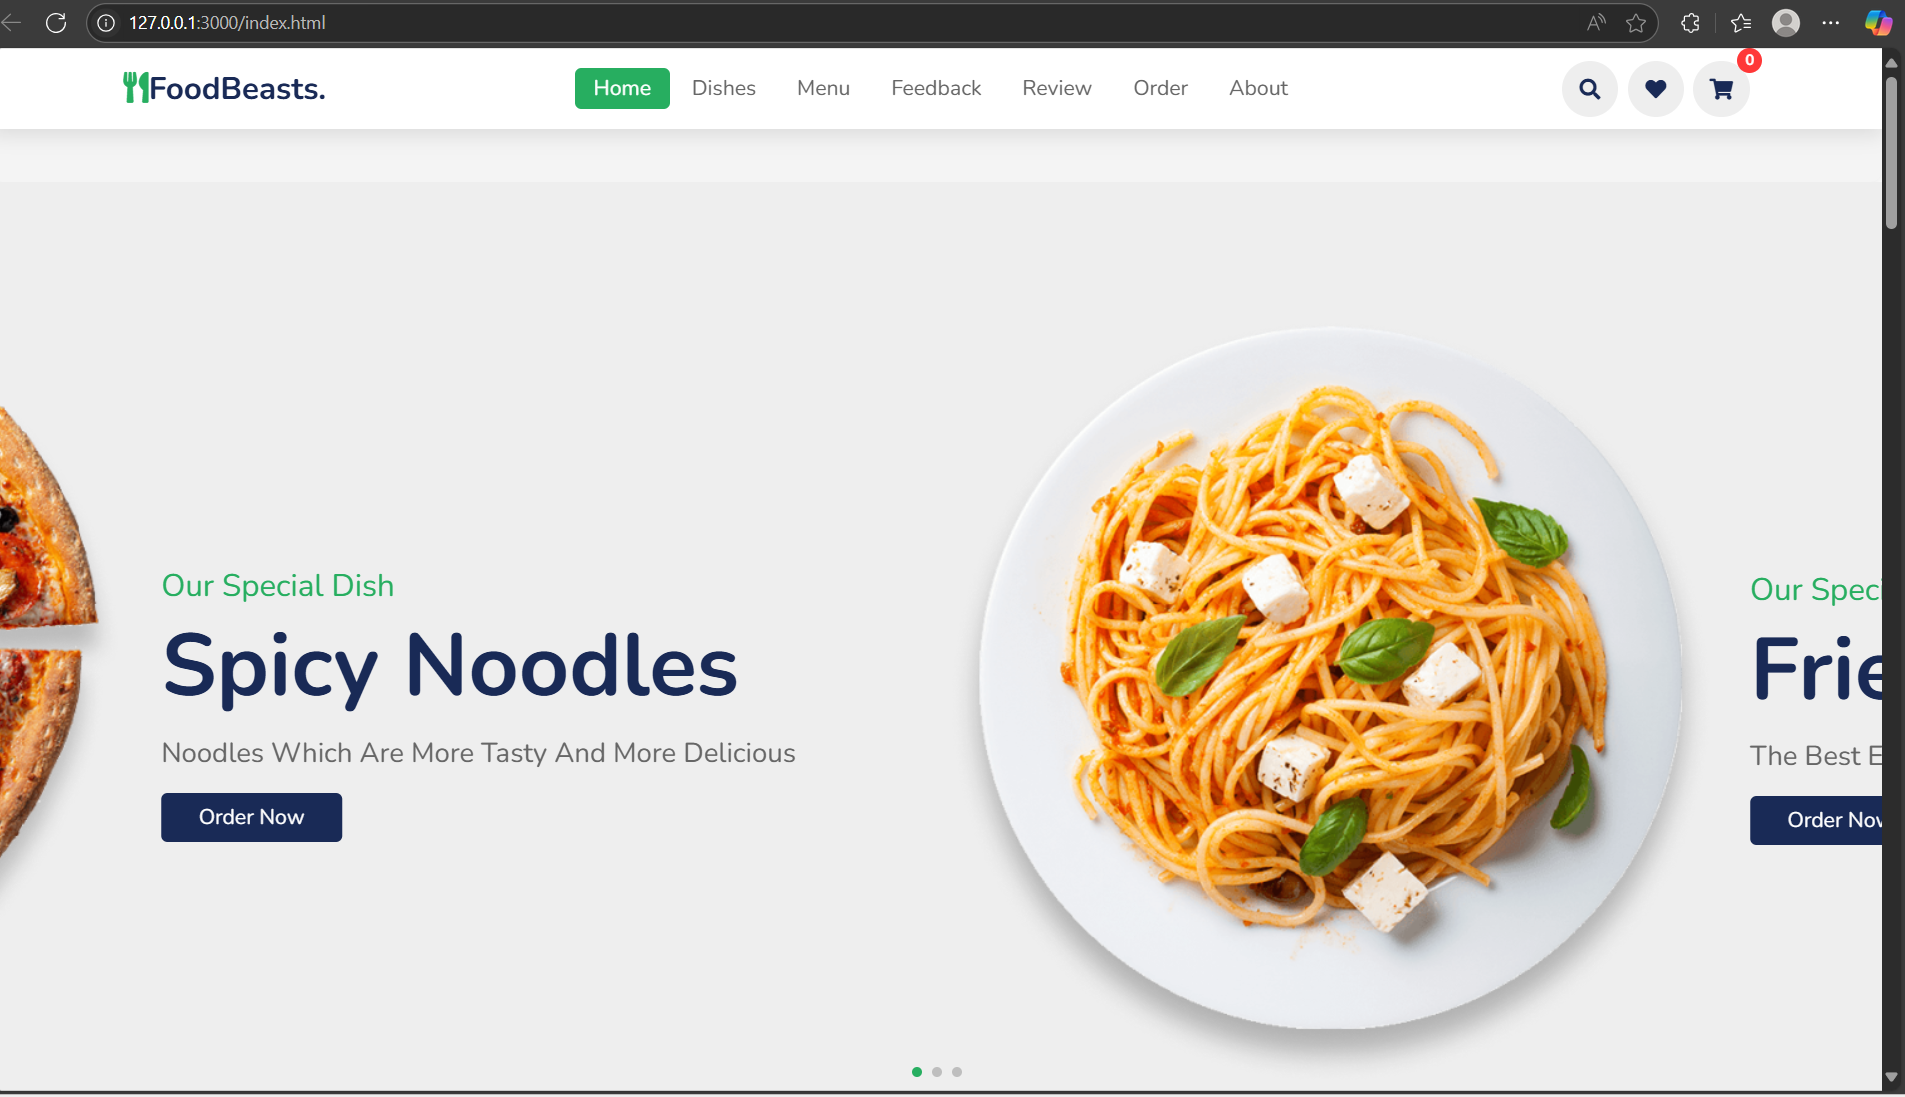 127.0.0.1:3000/index.html
FoodBeasts.
Home Dishes Menu Feedback Review Order About
0
Our Special Dish
Spicy Noodles
Noodles Which Are More Tasty And More Delicious
Order Now
Our Speci
Frie
The Best E
Order Nov